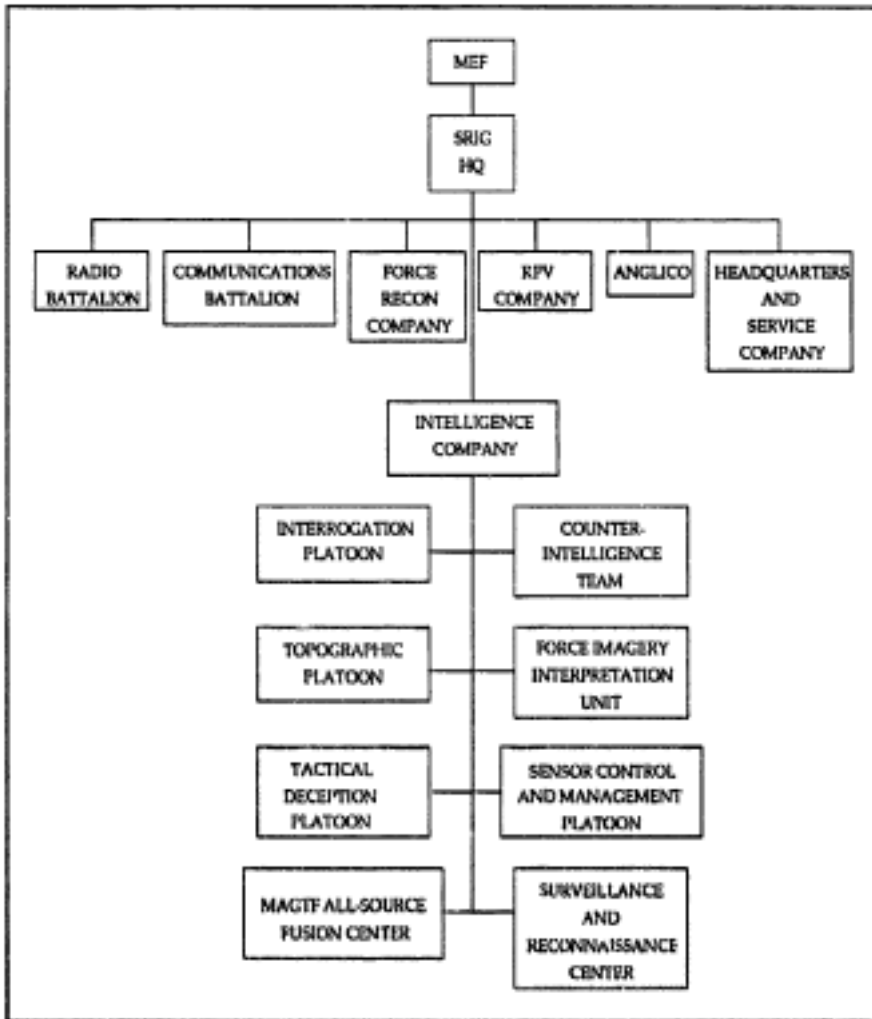 MEF
SRIG
HQ
RADIO
BATTALION
COMMUNICATIONS
BATTALION
FORCE
RECON
COMPANY
RPV
COMPANY
ANGLICO
HEADQUARTERS
AND
SERVICE
COMPANY
INTELLIGENCE
COMPANY
INTERROGATION
PLATOON
COUNTER-
INTELLIGENCE
TEAM
TOPOGRAPHIC
PLATOON
FORCE IMAGERY
INTERPRETATION
UNIT
TACTICAL
DECEPTION
PLATOON
SENSOR CONTROL
AND MANAGEMENT
PLATOON
MAGTF ALL-SOURCE
FUSION CENTER
SURVEILLANCE
AND
RECONNAISSANCE
CENTER